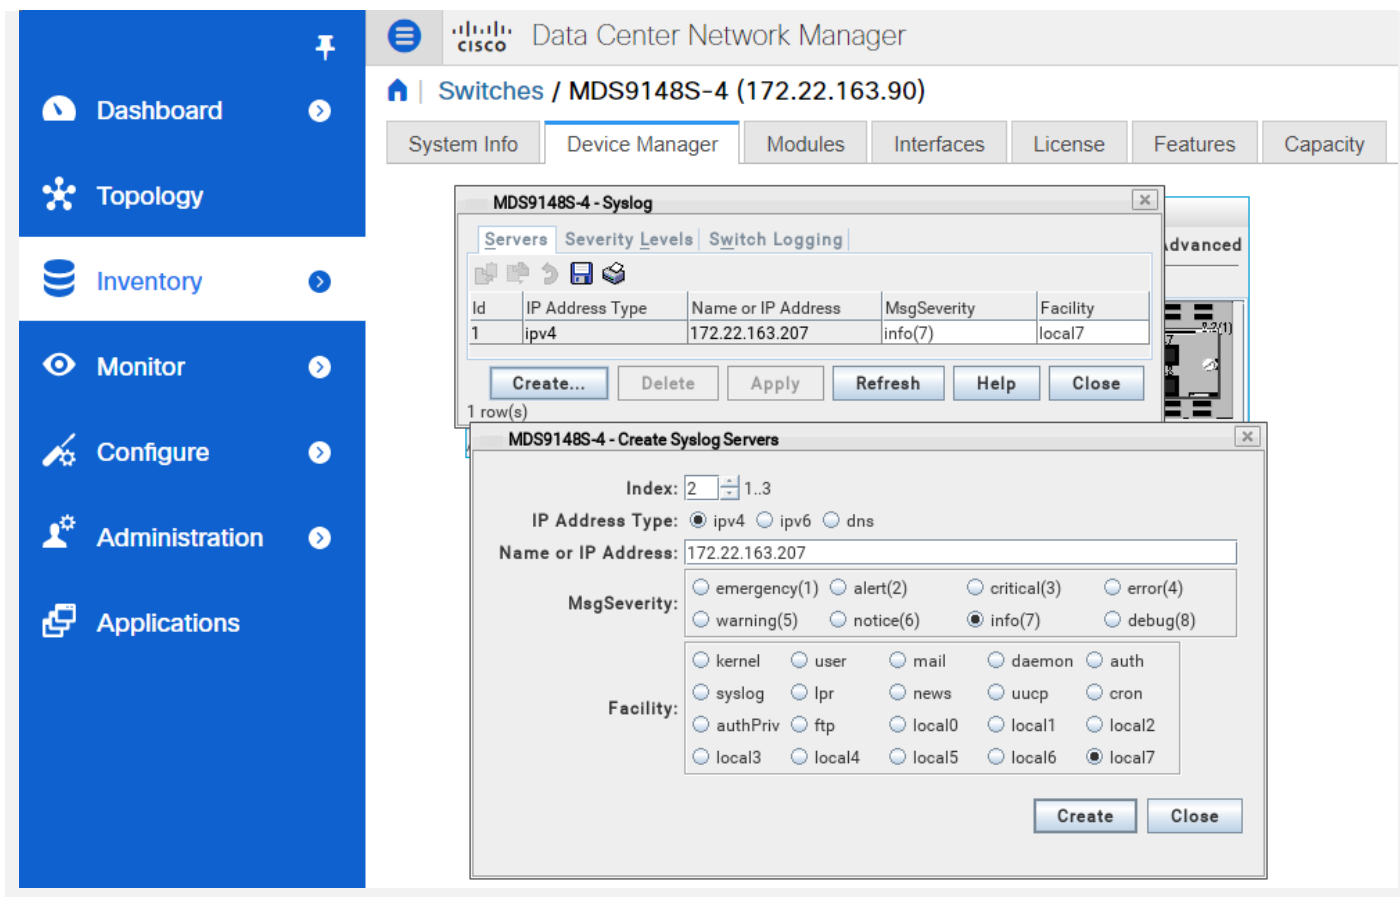 CISCO Data Center Network Manager
Switches / MDS9148S-4 (172.22.163.90)
System Info Device Manager Modules Interfaces License Features Capacity
Dashboard
Topology
Inventory
Monitor
Configure
Administration
Applications
MDS9148S-4 - Syslog
Servers Severity Levels Switch Logging
Advanced
Id IP Address Type Name or IP Address MsgSeverity Facility
1 ipv4 172.22.163.207 info(7) local7
Create... Delete Apply Refresh Help Close
1 row(s)
MDS9148S-4 - Create Syslog Servers
Index: 2 1..3
IP Address Type: ipv4 ipv6 dns
Name or IP Address: 172.22.163.207
MsgSeverity: emergency(1) alert(2) critical(3) error(4)
warning(5) notice(6) info(7) debug(8)
Facility: kernel user mail daemon auth
syslog lpr news uucp cron
authPriv ftp local0 local1 local2
local3 local4 local5 local6 local7
Create Close